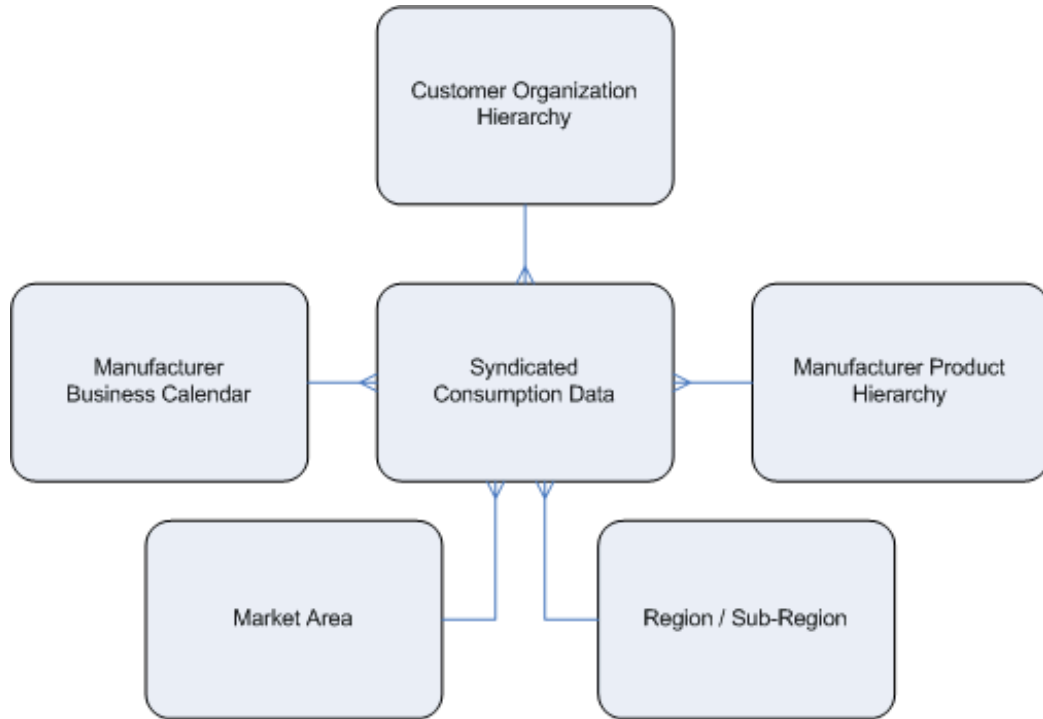 Customer Organization
Hierarchy
Manufacturer
Business Calendar
Syndicated
Consumption Data
Manufacturer Product
Hierarchy
Market Area
Region / Sub-Region